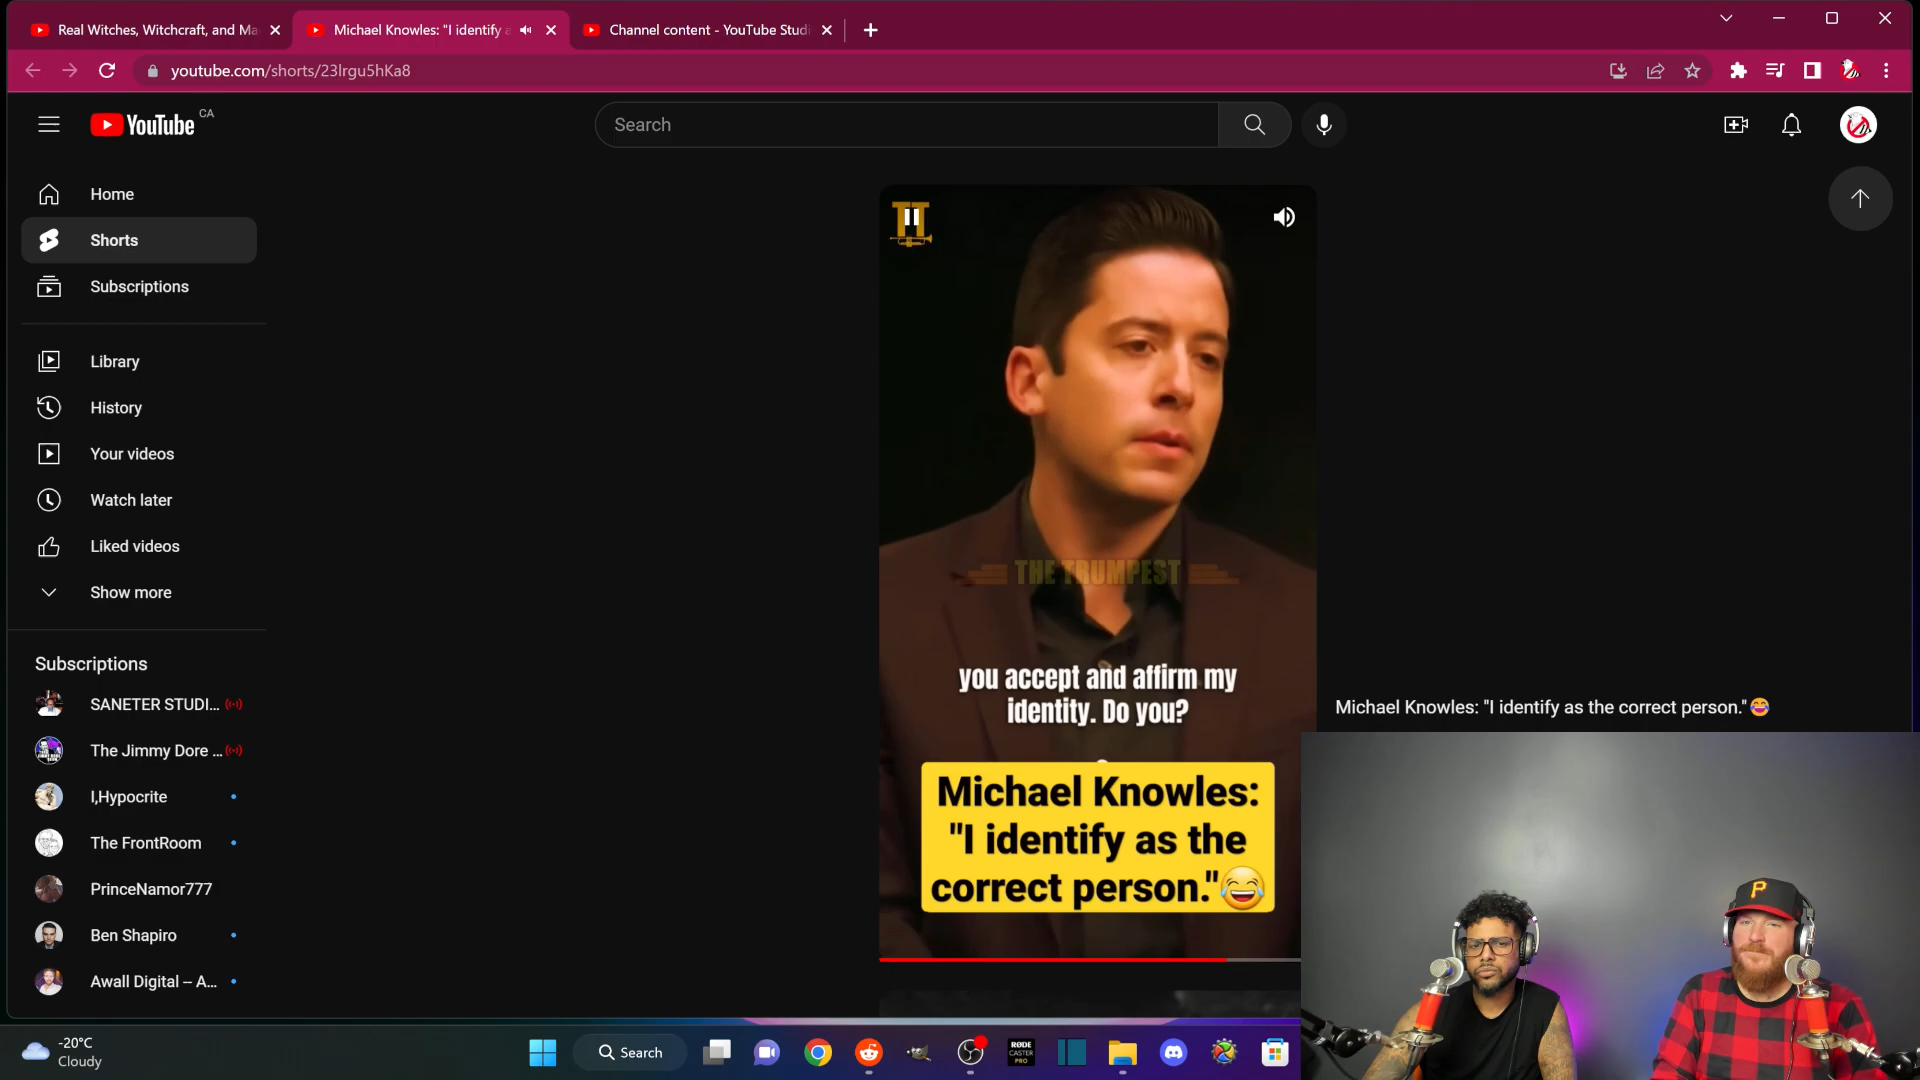 Real Witches, Witchcraft, and Ma
Michael Knowles: "I identify a
Channel content - YouTube Studi
youtube.com/shorts/23lrgu5hKa8
YouTube CA
Search
Home
Shorts
Subscriptions
Library
History
Your videos
Watch later
Liked videos
Show more
Subscriptions
SANETER STUDI...
The Jimmy Dore ...
I,Hypocrite
The FrontRoom
PrinceNamor777
Ben Shapiro
Awall Digital -- A...
THE TRUMPEST
you accept and affirm my
identity. Do you?
Michael Knowles:
"I identify as the
correct person."😂
Michael Knowles: "I identify as the correct person."😂
P
-20°C
Cloudy
Search
RØDE
CASTER
PRO